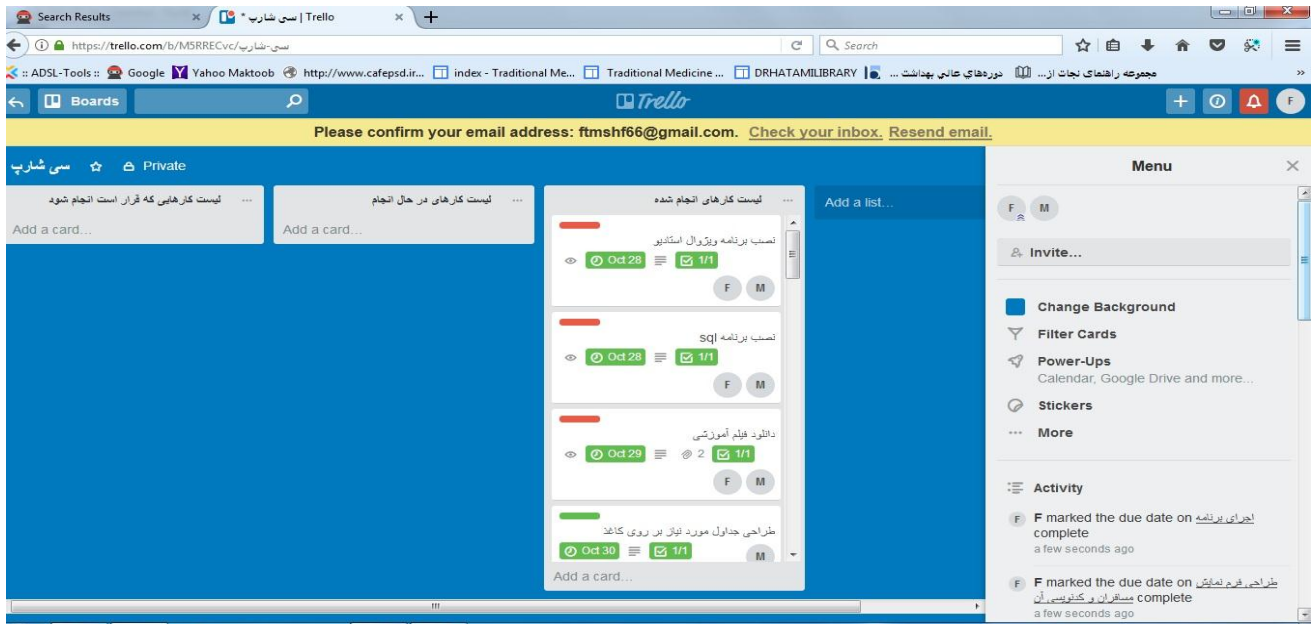 Search Results
سی شارپ * | Trello
https://trello.com/b/M5RRECvc/سی-شارپ
Search
:: ADSL-Tools ::
Google
Yahoo Maktoob
http://www.cafepsd.ir...
index - Traditional Me...
Traditional Medicine ...
DRHATAMILIBRARY
دوره‌های عالی بهداشت ...
مجموعه راهنمای نجات از...
Boards
Trello
F
Please confirm your email address: ftmshf66@gmail.com. Check your inbox. Resend email.
سی شارپ
Private
لیست کارهایی که قرار است انجام شود
Add a card...
لیست کارهای در حال انجام
Add a card...
لیست کارهای انجام شده
نصب برنامه ویژوال استادیو
Oct 28 1/1
F M
نصب برنامه sql
Oct 28 1/1
F M
دانلود فیلم آموزشی
Oct 29 2 1/1
F M
طراحی جداول مورد نیاز بر روی کاغذ
Oct 30 1/1
M
Add a card...
Add a list...
Menu
F M
Invite...
Change Background
Filter Cards
Power-Ups
Calendar, Google Drive and more...
Stickers
More
Activity
F F marked the due date on اجرای برنامه
complete
a few seconds ago
F F marked the due date on طراحی فرم نمایش
مسافران و کدنویسی آن complete
a few seconds ago